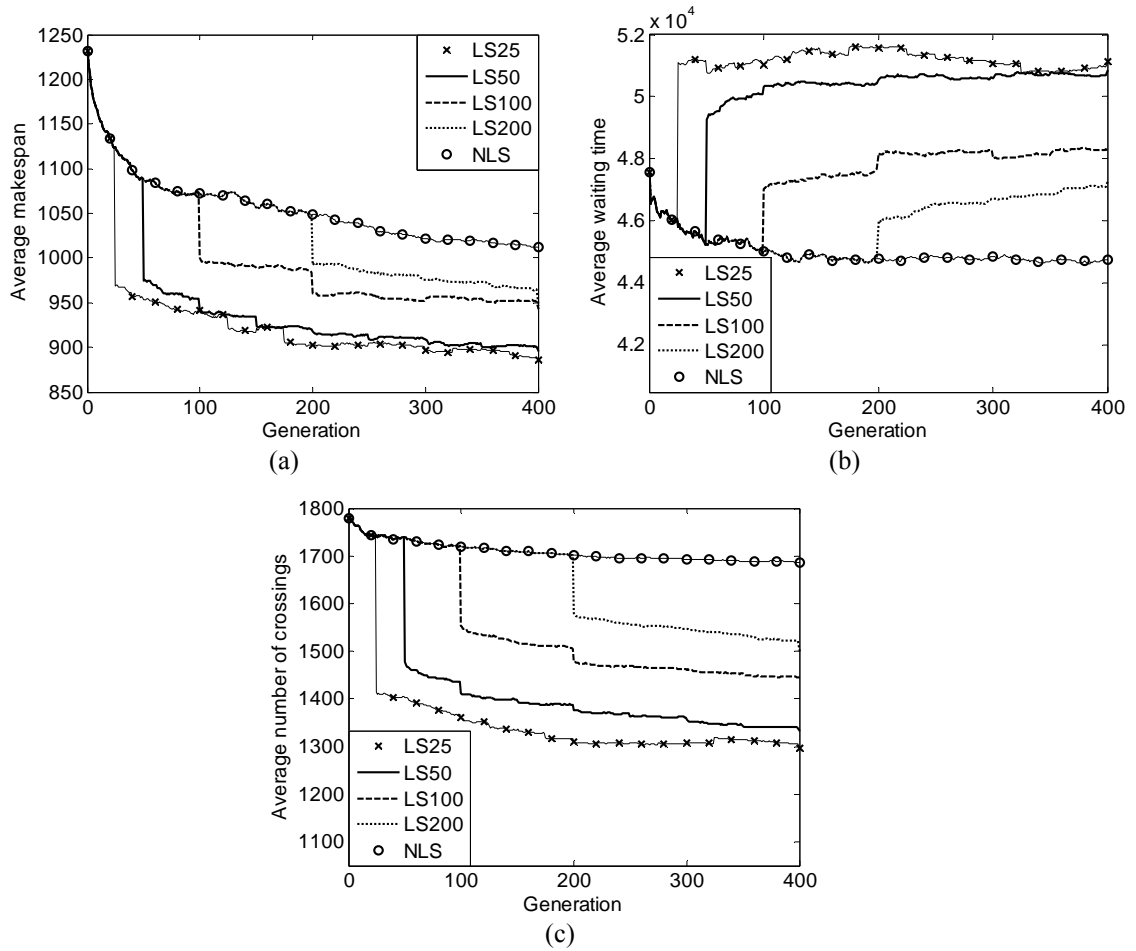 1250
1200
1150
1100
1050
1000
950
900
850
Average makespan
LS25
LS50
LS100
LS200
NLS
0 100 200 300 400
Generation
(a)
x 10^4
5.2
5
4.8
4.6
4.4
4.2
Average waiting time
LS25
LS50
LS100
LS200
NLS
0 100 200 300 400
Generation
(b)
1800
1700
1600
1500
1400
1300
1200
1100
Average number of crossings
LS25
LS50
LS100
LS200
NLS
0 100 200 300 400
Generation
(c)